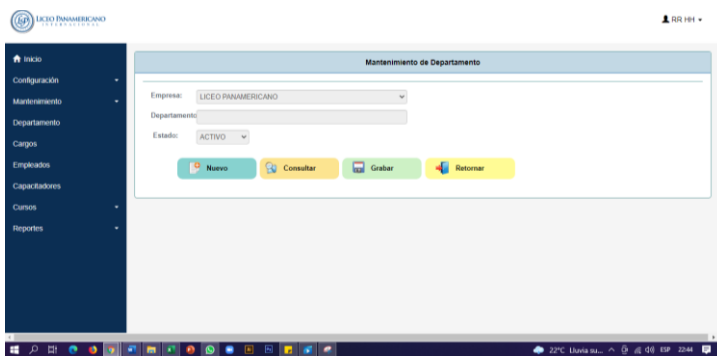 LICEO PANAMERICANO
INTERNACIONAL
RR HH
Inicio
Configuración
Mantenimiento
Departamento
Cargos
Empleados
Capacitadores
Cursos
Reportes
Mantenimiento de Departamento
Empresa: LICEO PANAMERICANO
Departamento
Estado: ACTIVO
Nuevo Consultar Grabar Retornar
22°C Lluvia su... ESP 22:44